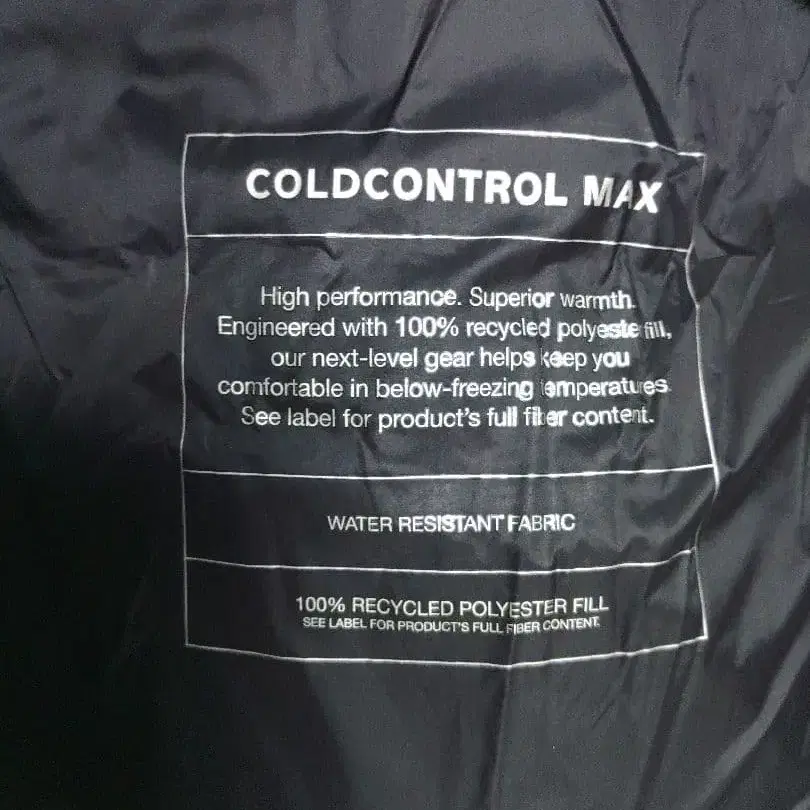 COLDCONTROL MAX
High performance. Superior warmth.
Engineered with 100% recycled polyester fill,
our next-level gear helps keep you
comfortable in below-freezing temperatures.
See label for product's full fiber content.
WATER RESISTANT FABRIC
100% RECYCLED POLYESTER FILL
SEE LABEL FOR PRODUCT'S FULL FIBER CONTENT.